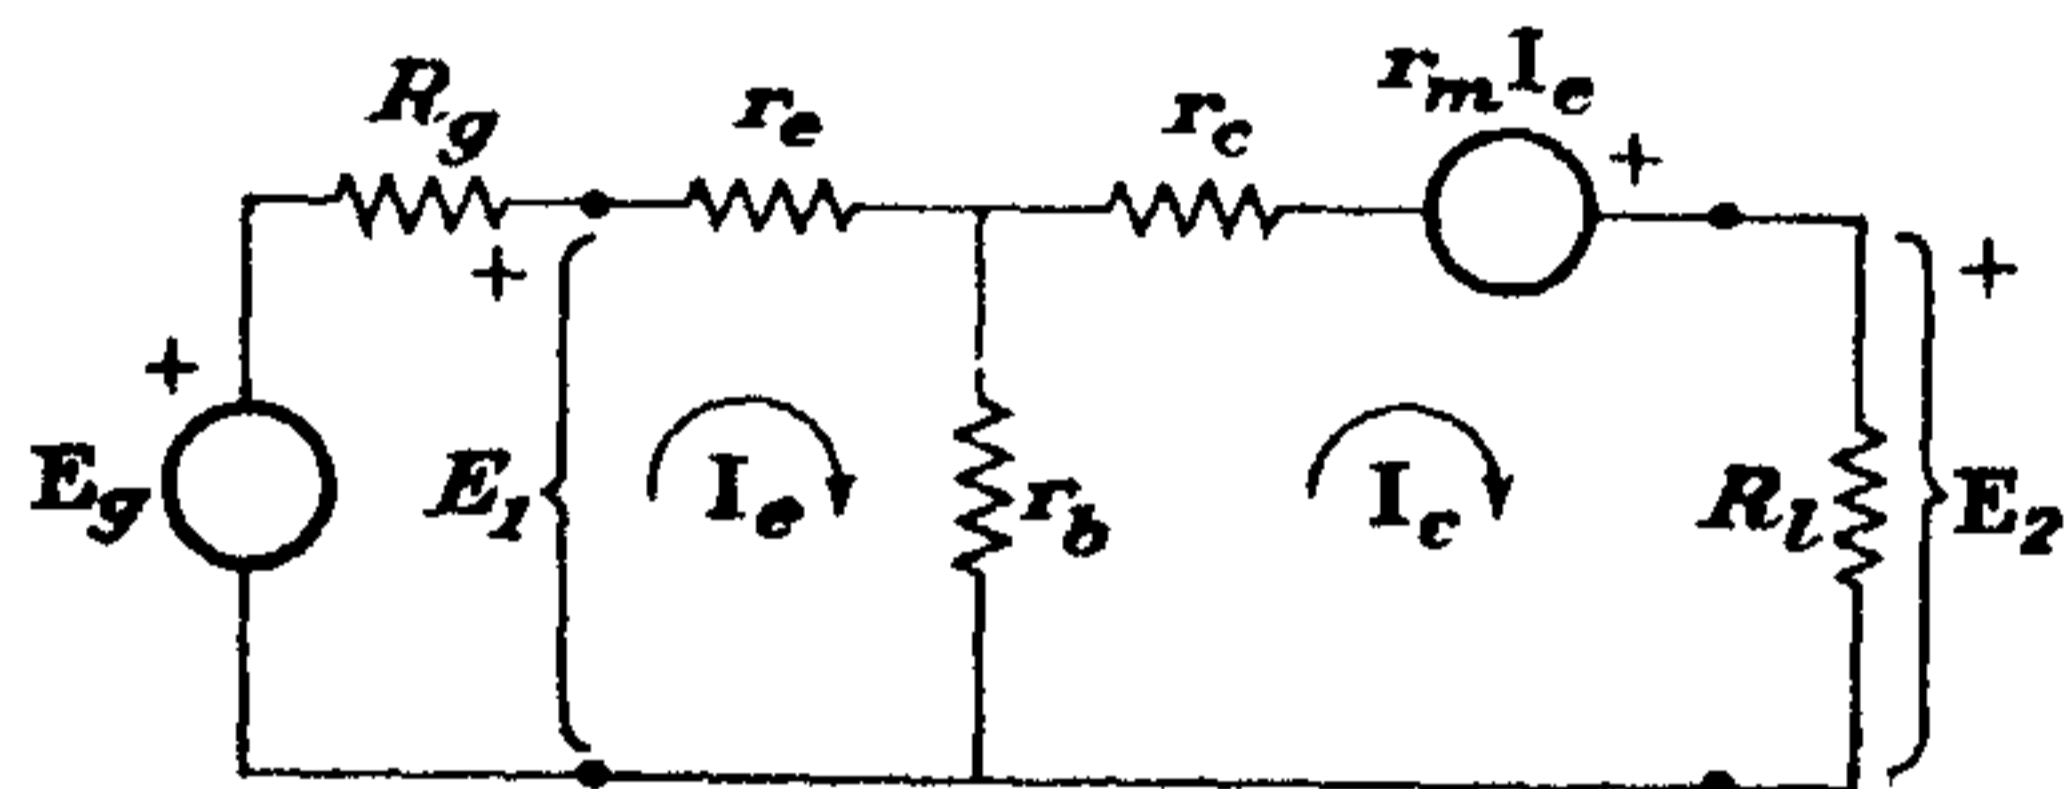 R_g
r_e
r_c
r_m I_e
+
+
+
+
E_g
E_1
I_e
r_b
I_c
R_l
E_2